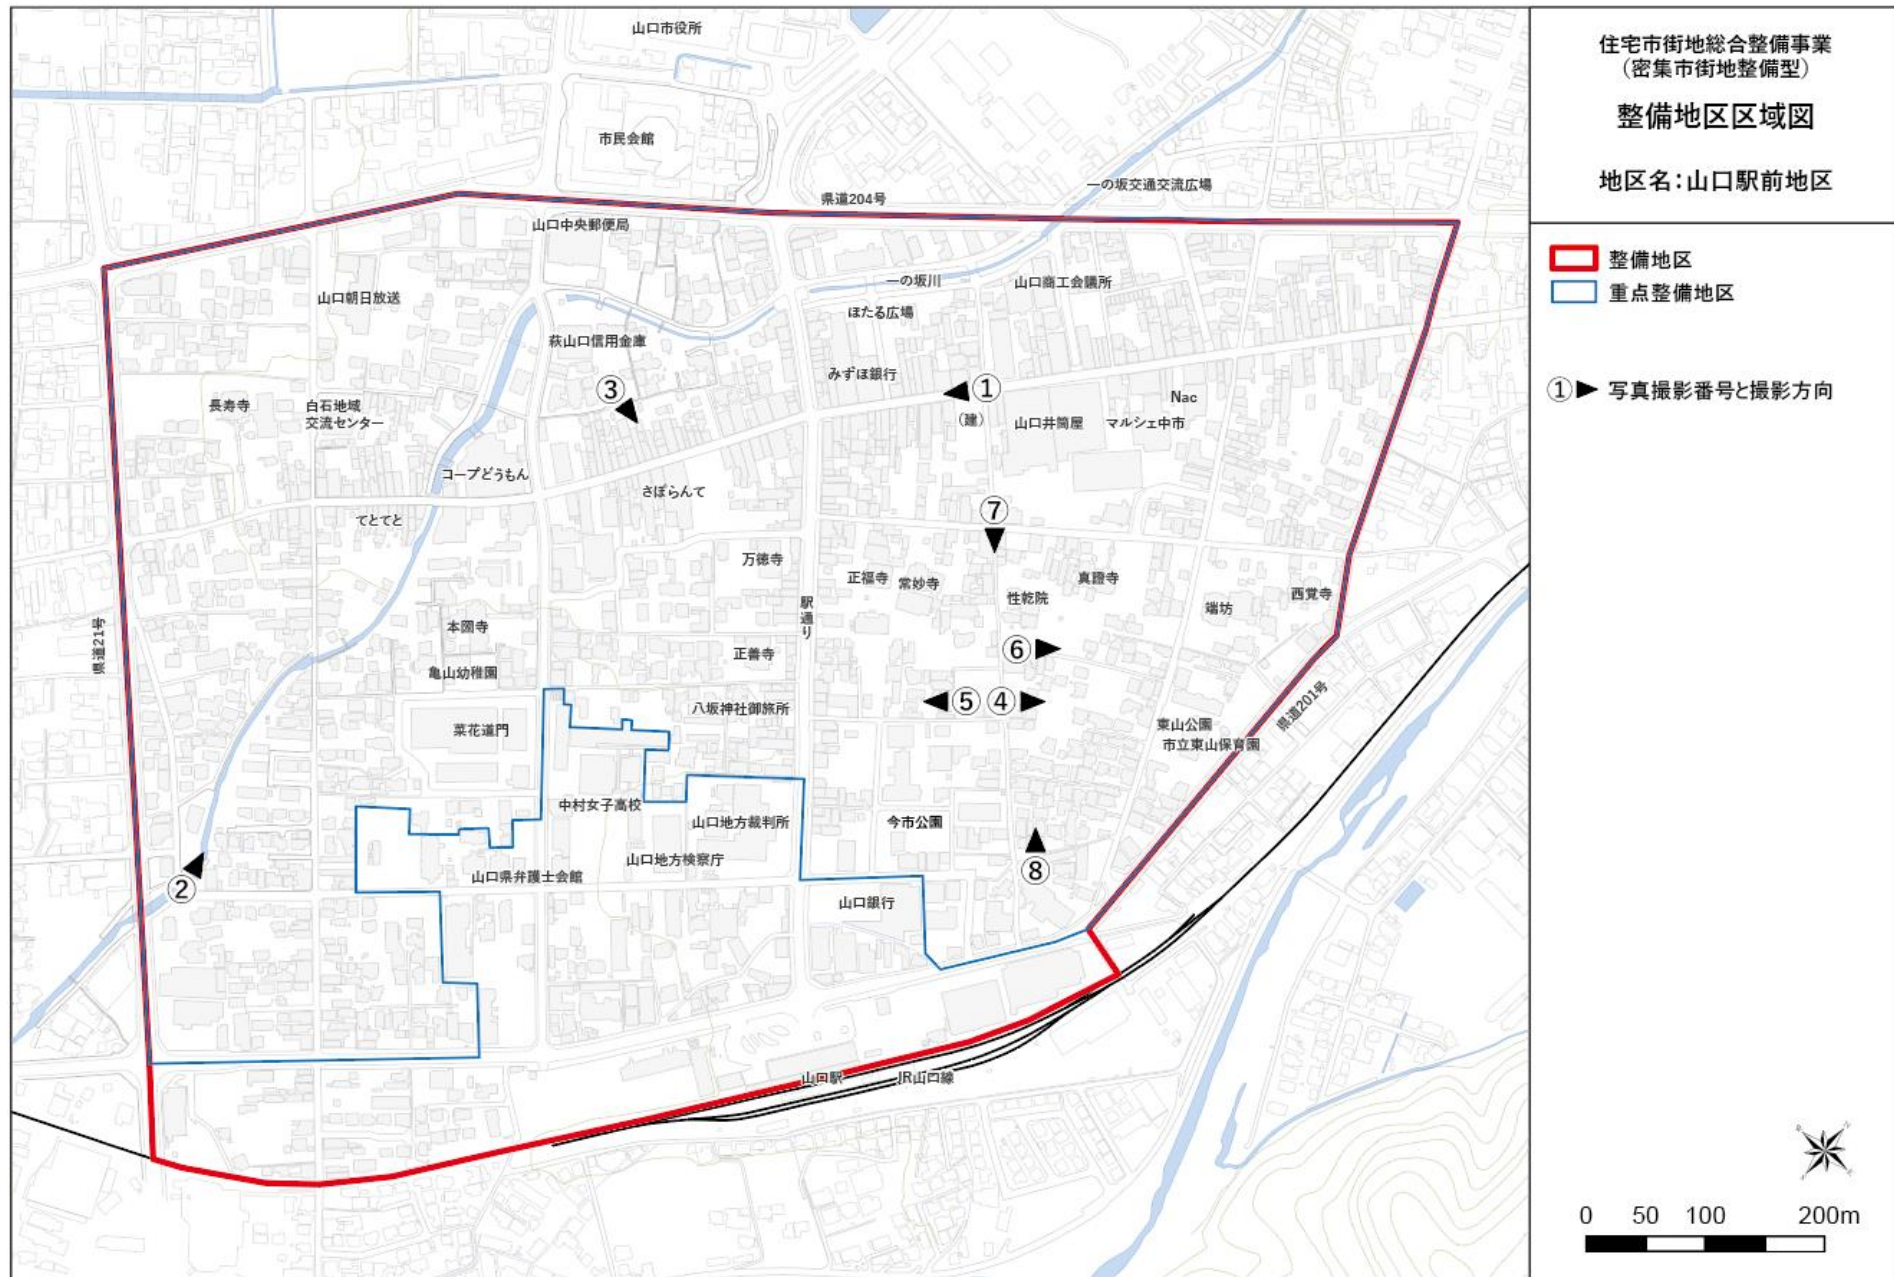 住宅市街地総合整備事業
（密集市街地整備型）
整備地区区域図
地区名：山口駅前地区
整備地区
重点整備地区
①
写真撮影番号と撮影方向
山口市役所
市民会館
一の坂交通交流広場
県道204号
山口中央郵便局
一の坂川
山口商工会議所
山口朝日放送
ほたる広場
萩山口信用金庫
みずほ銀行
③
①
Nac
長寿寺
白石地域
交流センター
（建）
山口井筒屋
マルシェ中市
コープどうもん
さぽらんて
てとてと
⑦
万徳寺
正福寺
常妙寺
真證寺
性乾院
端坊
西覚寺
駅通り
県道21号
本圀寺
正善寺
⑥
亀山幼稚園
八坂神社御旅所
⑤
④
県道201号
菜花道門
東山公園
市立東山保育園
中村女子高校
山口地方裁判所
今市公園
山口地方検察庁
⑧
②
山口県弁護士会館
山口銀行
山口駅
JR山口線
0 50 100 200m